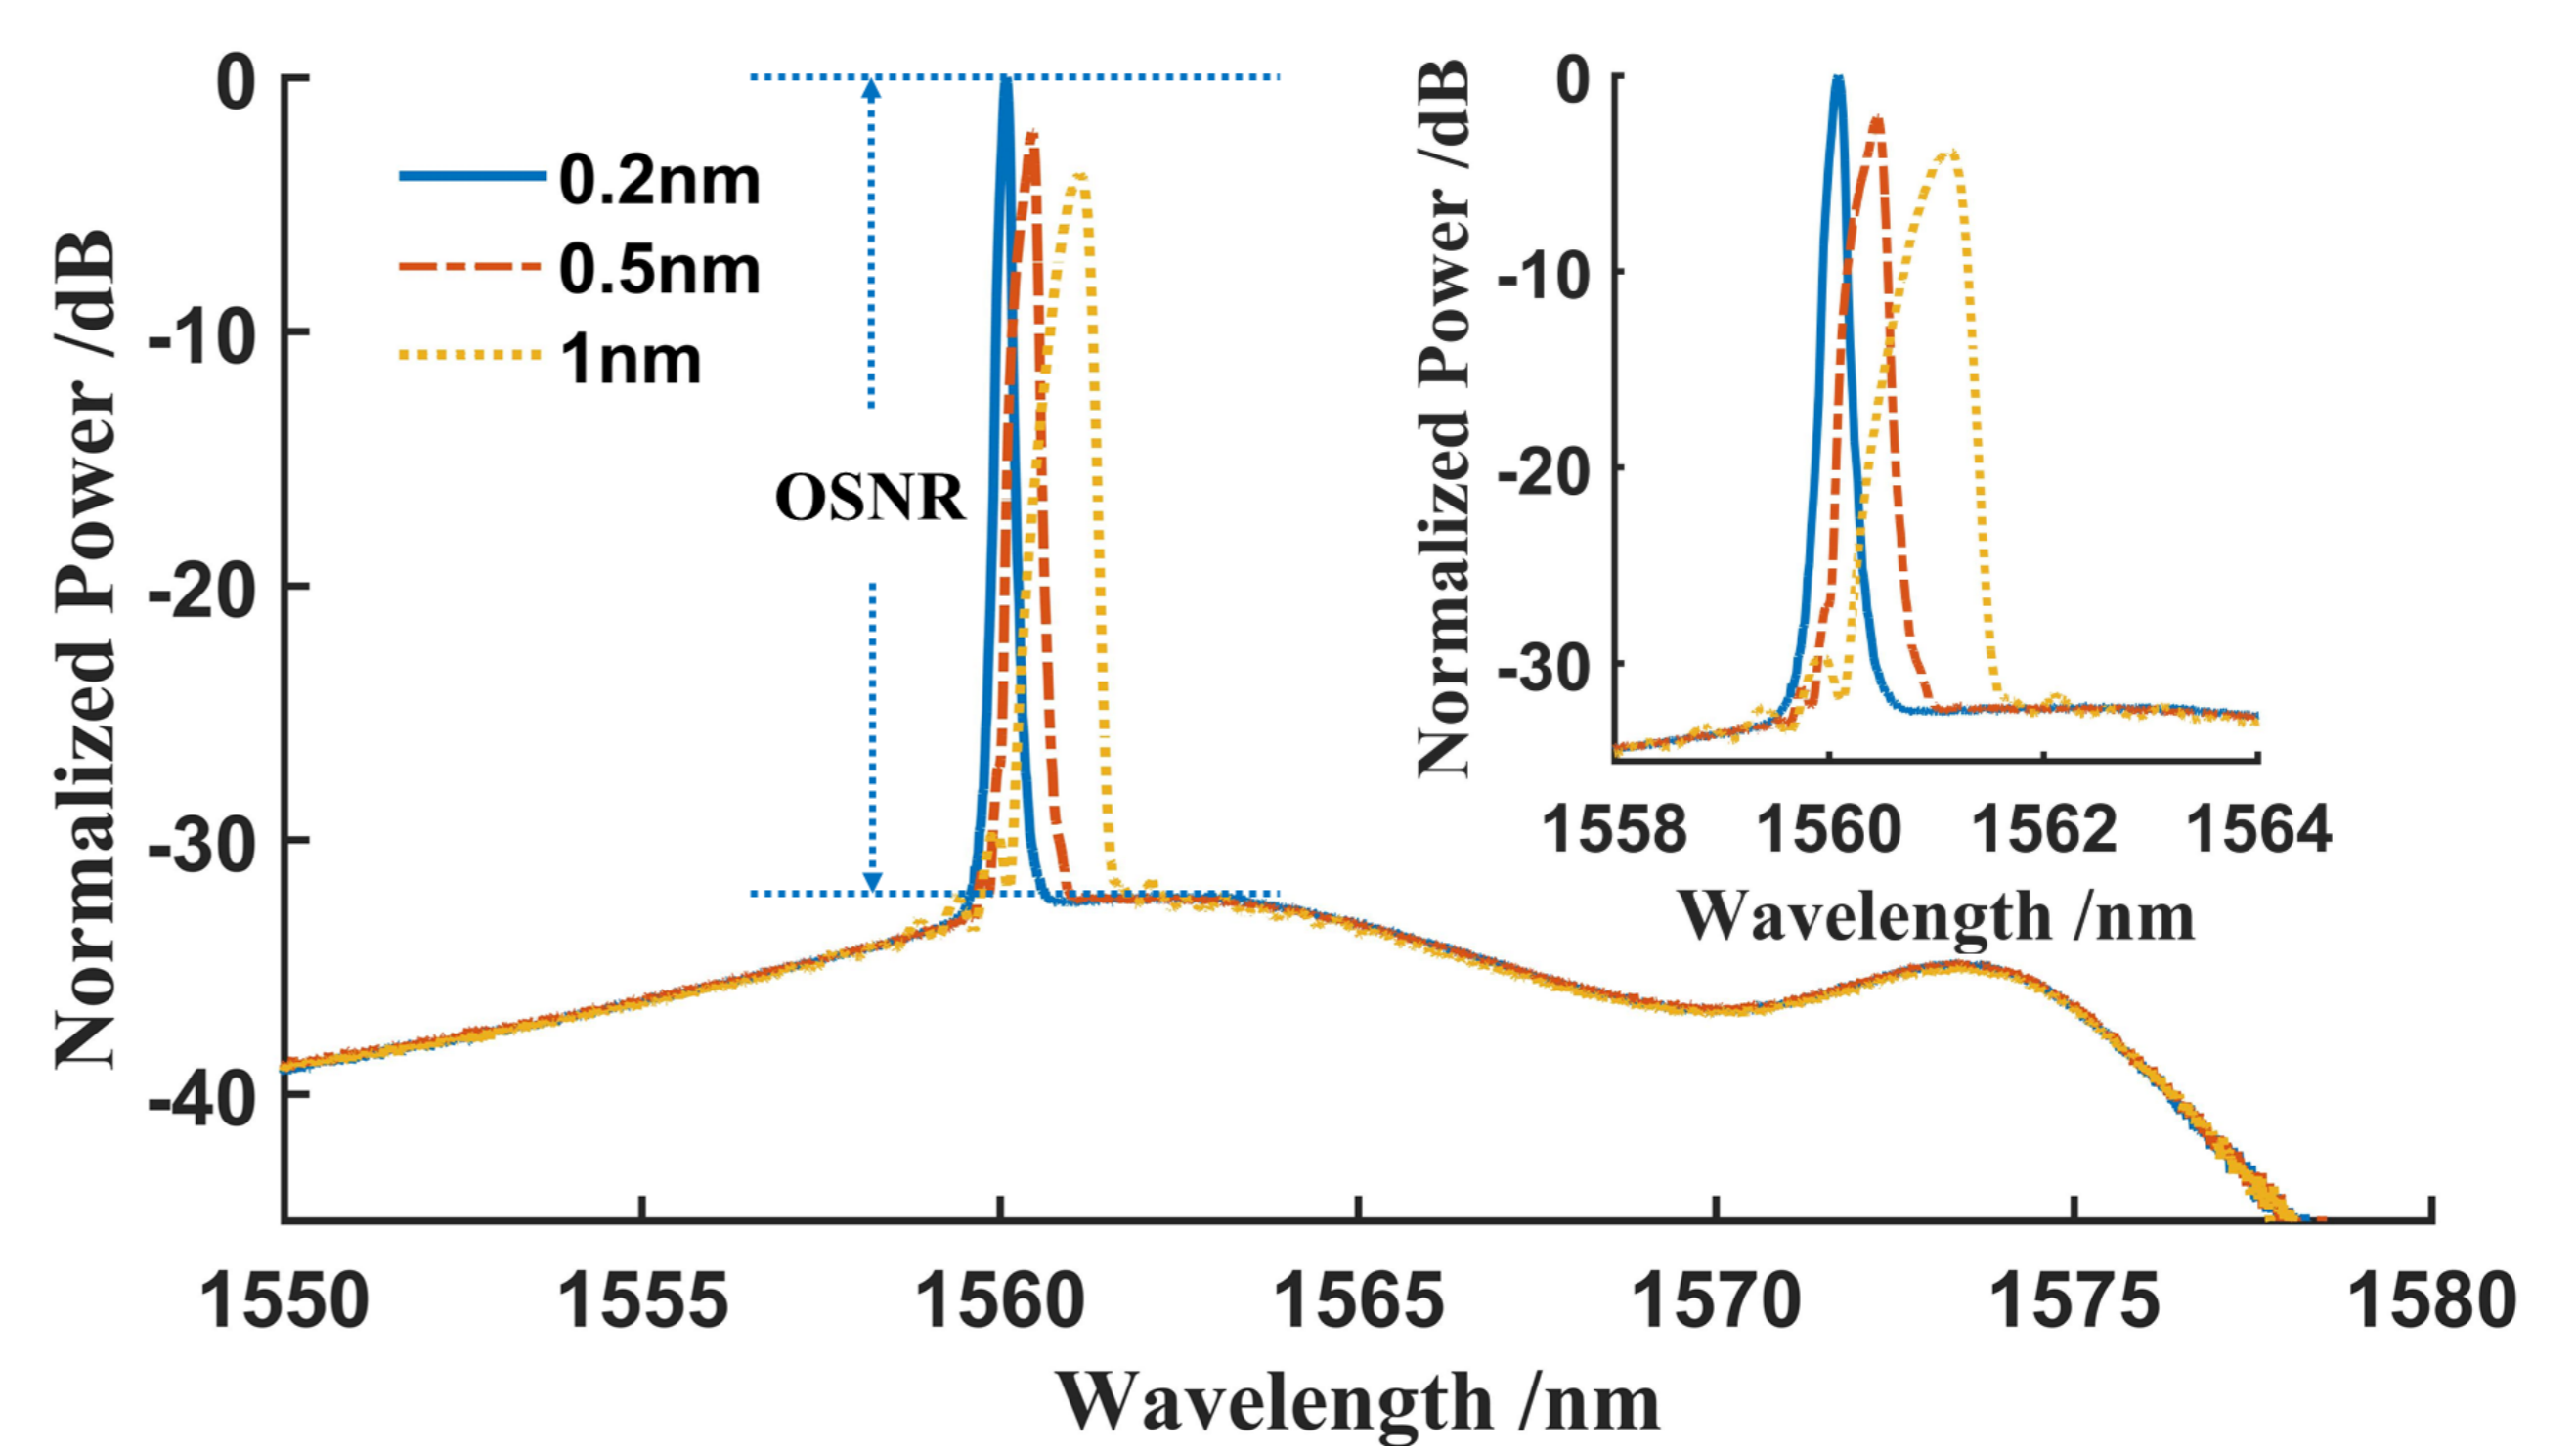 Normalized Power /dB
0
-10
-20
-30
-40
0.2nm
0.5nm
1nm
OSNR
1550
1555
1560
1565
1570
1575
1580
Wavelength /nm
Normalized Power /dB
0
-10
-20
-30
1558
1560
1562
1564
Wavelength /nm